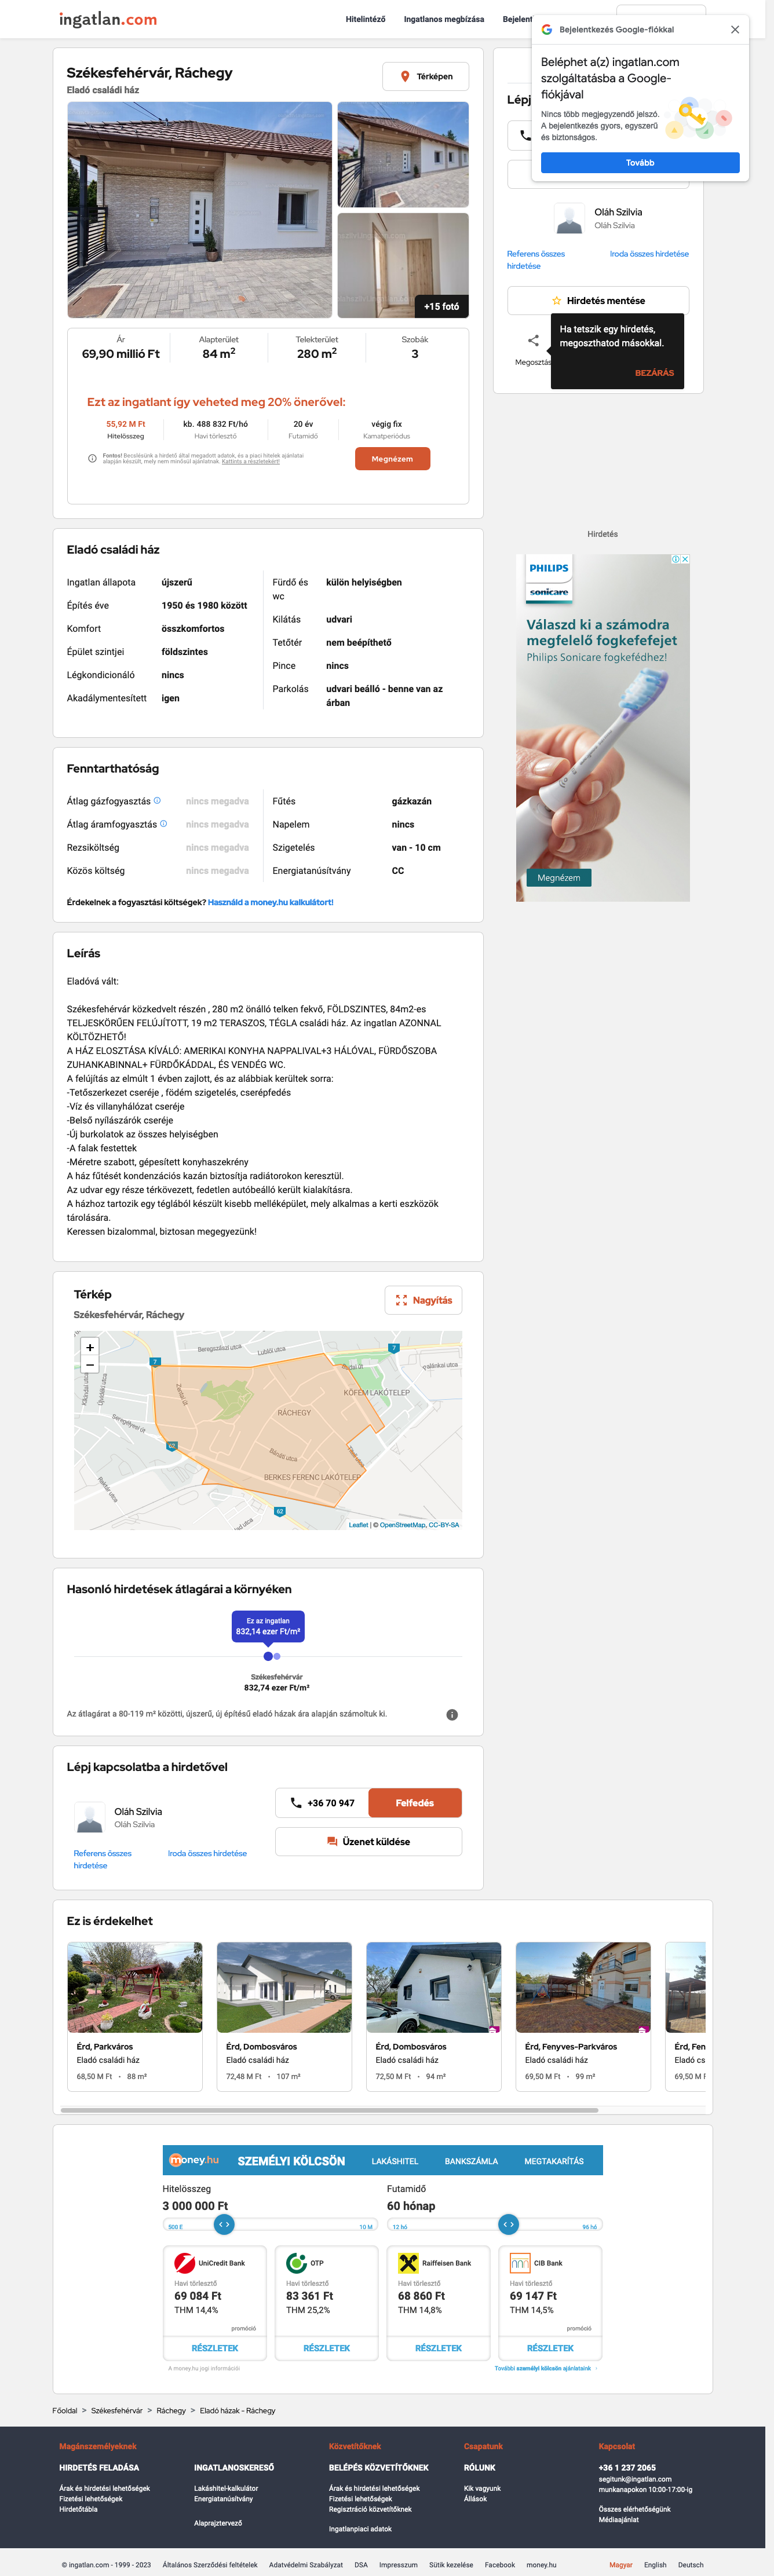 ingatlan.com
Hitelintéző Ingatlanos megbízása
Bejelentkezés Google-fiókkal
Beléphet a(z) ingatlan.com
szolgáltatásba a Google-
fiókjával
Nincs több megjegyzendő jelszó.
A bejelentkezés gyors, egyszerű
és biztonságos.
Tovább
Székesfehérvár, Ráchegy
Eladó családi ház
Térképen
+15 fotó
Ár
69,90 millió Ft
Alapterület
84 m²
Telekterület
280 m²
Szobák
3
Ezt az ingatlant így veheted meg 20% önerővel:
55,92 M Ft
Hitelösszeg
kb. 488 832 Ft/hó
Havi törlesztő
20 év
Futamidő
végig fix
Kamatperiódus
Fontos! Becslésünk a hirdető által megadott adatok, és a piaci hitelek ajánlatai
alapján készült, mely nem minősül ajánlatnak. Kattints a részletekért!
Megnézem
Oláh Szilvia
Oláh Szilvia
Referens összes
hirdetése
Iroda összes hirdetése
Hirdetés mentése
Megosztás
Ha tetszik egy hirdetés,
megoszthatod másokkal.
BEZÁRÁS
Hirdetés
PHILIPS
sonicare
Válaszd ki a számodra
megfelelő fogkefefejet
Philips Sonicare fogkefédhez!
Megnézem
Eladó családi ház
Ingatlan állapota újszerű
Építés éve 1950 és 1980 között
Komfort összkomfortos
Épület szintjei földszintes
Légkondicionáló nincs
Akadálymentesített igen
Fürdő és
wc
külön helyiségben
Kilátás udvari
Tetőtér nem beépíthető
Pince nincs
Parkolás udvari beálló - benne van az
árban
Fenntarthatóság
Átlag gázfogyasztás nincs megadva
Átlag áramfogyasztás nincs megadva
Rezsiköltség nincs megadva
Közös költség nincs megadva
Fűtés gázkazán
Napelem nincs
Szigetelés van - 10 cm
Energiatanúsítvány CC
Érdekelnek a fogyasztási költségek? Használd a money.hu kalkulátort!
Leírás
Eladóvá vált:
Székesfehérvár közkedvelt részén , 280 m2 önálló telken fekvő, FÖLDSZINTES, 84m2-es
TELJESKÖRŰEN FELÚJÍTOTT, 19 m2 TERASZOS, TÉGLA családi ház. Az ingatlan AZONNAL
KÖLTÖZHETŐ!
A HÁZ ELOSZTÁSA KÍVÁLÓ: AMERIKAI KONYHA NAPPALIVAL+3 HÁLÓVAL, FÜRDŐSZOBA
ZUHANKABINNAL+ FÜRDŐKÁDDAL, ÉS VENDÉG WC.
A felújítás az elmúlt 1 évben zajlott, és az alábbiak kerültek sorra:
-Tetőszerkezet cseréje , födém szigetelés, cserépfedés
-Víz és villanyhálózat cseréje
-Belső nyílászárók cseréje
-Új burkolatok az összes helyiségben
-A falak festettek
-Méretre szabott, gépesített konyhaszekrény
A ház fűtését kondenzációs kazán biztosítja radiátorokon keresztül.
Az udvar egy része térkövezett, fedetlen autóbeálló került kialakításra.
A házhoz tartozik egy téglából készült kisebb melléképület, mely alkalmas a kerti eszközök
tárolására.
Keressen bizalommal, biztosan megegyezünk!
Térkép
Székesfehérvár, Ráchegy
Nagyítás
+
−
Beregszászi utca
Lutólli utca
7
7
KÖFÉM LAKÓTELEP
RÁCHEGY
62
BERKES FERENC LAKÓTELEP
62
Leaflet | © OpenStreetMap, CC-BY-SA
Hasonló hirdetések átlagárai a környéken
Ez az ingatlan
832,14 ezer Ft/m²
Székesfehérvár
832,74 ezer Ft/m²
Az átlagárat a 80-119 m² közötti, újszerű, új építésű eladó házak ára alapján számoltuk ki.
Lépj kapcsolatba a hirdetővel
Oláh Szilvia
Oláh Szilvia
Referens összes
hirdetése
Iroda összes hirdetése
+36 70 947
Felfedés
Üzenet küldése
Ez is érdekelhet
Érd, Parkváros
Eladó családi ház
68,50 M Ft • 88 m²
Érd, Dombosváros
Eladó családi ház
72,48 M Ft • 107 m²
Érd, Dombosváros
Eladó családi ház
72,50 M Ft • 94 m²
Érd, Fenyves-Parkváros
Eladó családi ház
69,50 M Ft • 99 m²
69,50 M
money.hu SZEMÉLYI KÖLCSÖN LAKÁSHITEL BANKSZÁMLA MEGTAKARÍTÁS
Hitelösszeg
3 000 000 Ft
500 E 10 M
Futamidő
60 hónap
12 hó 96 hó
UniCredit Bank
Havi törlesztő
69 084 Ft
THM 14,4%
promóció
RÉSZLETEK
OTP
Havi törlesztő
83 361 Ft
THM 25,2%
RÉSZLETEK
Raiffeisen Bank
Havi törlesztő
68 860 Ft
THM 14,8%
RÉSZLETEK
CIB Bank
Havi törlesztő
69 147 Ft
THM 14,5%
promóció
RÉSZLETEK
A money.hu jogi információi
További személyi kölcsön ajánlataink
Főoldal > Székesfehérvár > Ráchegy > Eladó házak - Ráchegy
Magánszemélyeknek
HIRDETÉS FELADÁSA
Árak és hirdetési lehetőségek
Fizetési lehetőségek
Hirdetőtábla
INGATLANOSKERESŐ
Lakáshitel-kalkulátor
Energiatanúsítvány
Alaprajztervező
Közvetítőknek
BELÉPÉS KÖZVETÍTŐKNEK
Árak és hirdetési lehetőségek
Fizetési lehetőségek
Regisztráció közvetítőknek
Ingatlanpiaci adatok
Csapatunk
RÓLUNK
Kik vagyunk
Állások
Kapcsolat
+36 1 237 2065
segitunk@ingatlan.com
munkanapokon 10:00-17:00-ig
Összes elérhetőségünk
Médiaajánlat
© ingatlan.com - 1999 - 2023 Általános Szerződési feltételek Adatvédelmi Szabályzat DSA Impresszum Sütik kezelése Facebook money.hu
Magyar English Deutsch